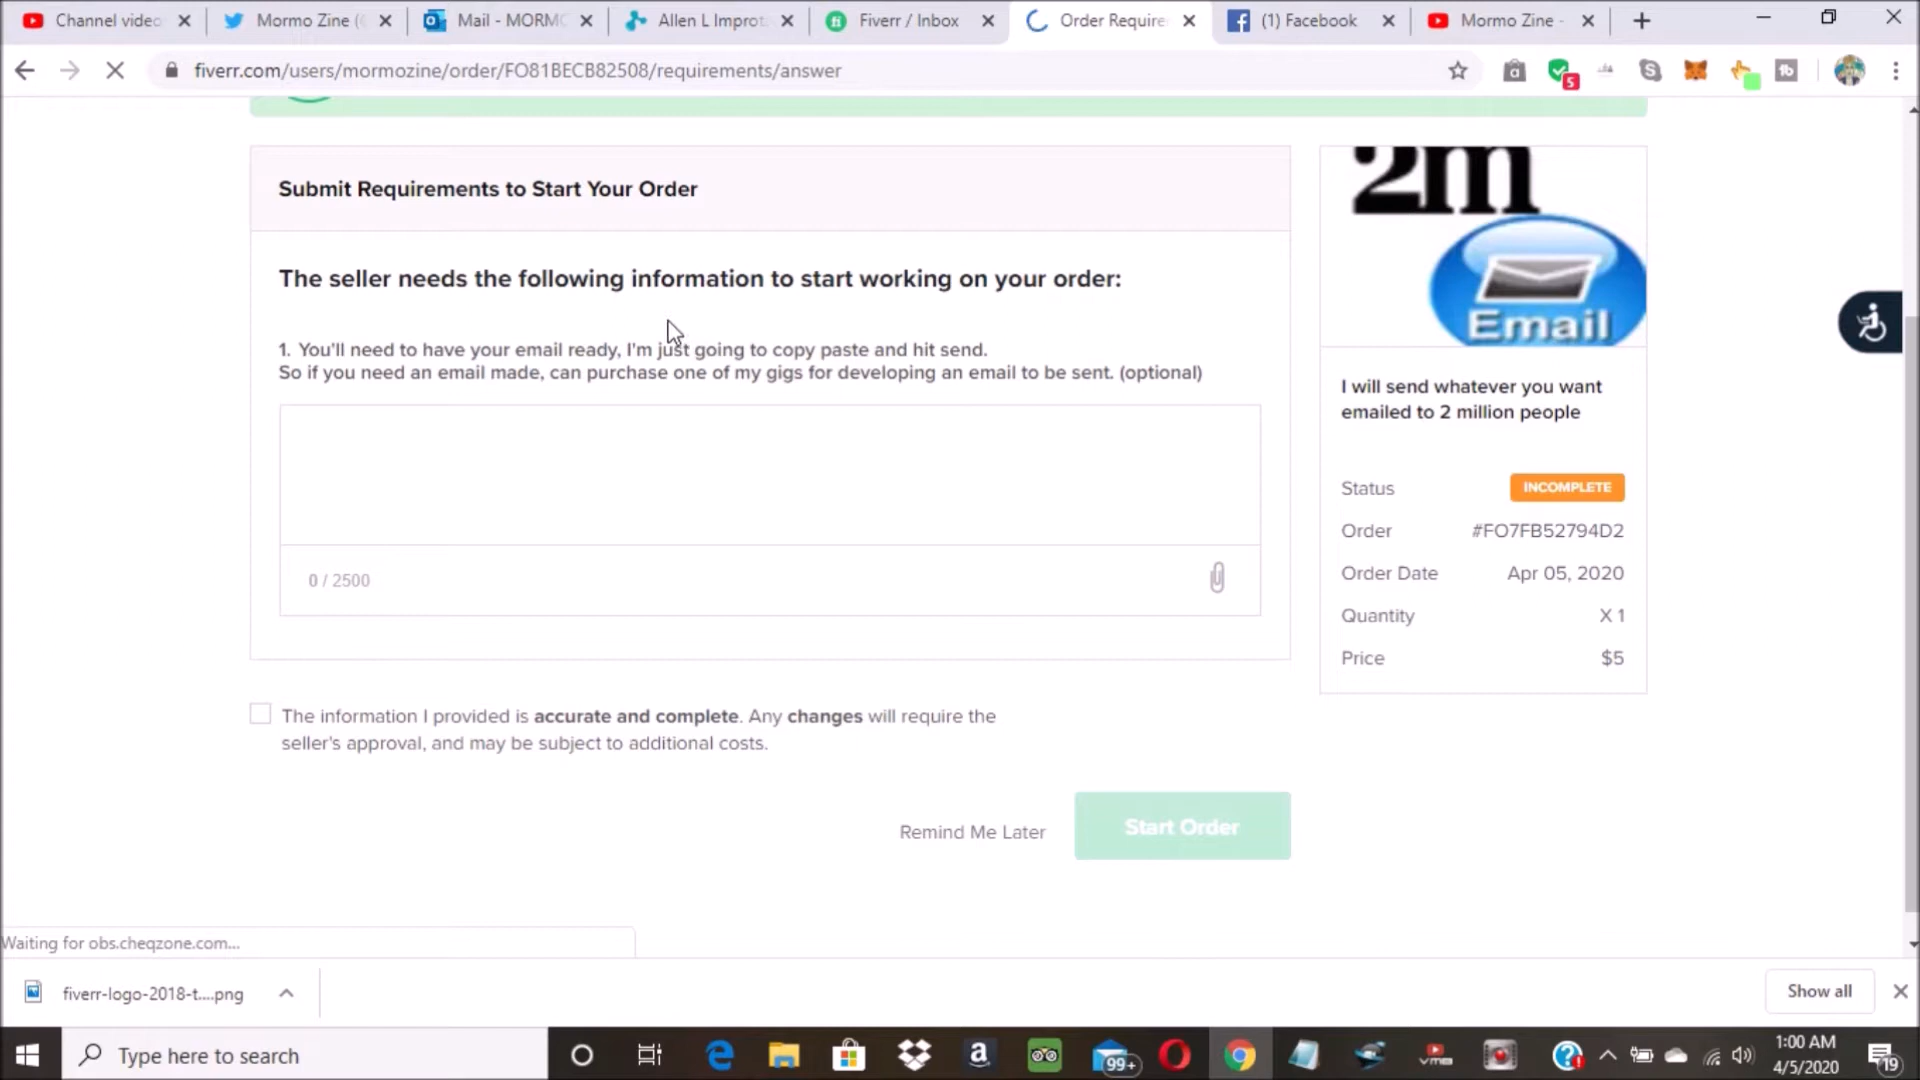 Channel video
Mormo Zine (
Mail - MORMO
Allen L Improt
Fiverr / Inbox
Order Require
(1) Facebook
Mormo Zine -
fiverr.com/users/mormozine/order/FO81BECB82508/requirements/answer
5
Submit Requirements to Start Your Order
The seller needs the following information to start working on your order:
1. You'll need to have your email ready, I'm just going to copy paste and hit send.
So if you need an email made, can purchase one of my gigs for developing an email to be sent. (optional)
0 / 2500
The information I provided is accurate and complete. Any changes will require the
seller's approval, and may be subject to additional costs.
Remind Me Later
Start Order
2m
Email
I will send whatever you want
emailed to 2 million people
Status INCOMPLETE
Order #FO7FB52794D2
Order Date Apr 05, 2020
Quantity X 1
Price $5
Waiting for obs.cheqzone.com...
fiverr-logo-2018-t....png
Show all
Type here to search
99+
1:00 AM
4/5/2020
19